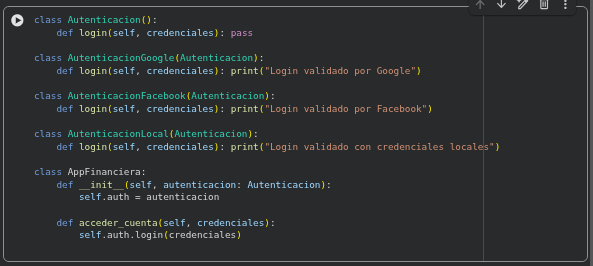 class Autenticacion():
    def login(self, credenciales): pass
class AutenticacionGoogle(Autenticacion):
    def login(self, credenciales): print("Login validado por Google")
class AutenticacionFacebook(Autenticacion):
    def login(self, credenciales): print("Login validado por Facebook")
class AutenticacionLocal(Autenticacion):
    def login(self, credenciales): print("Login validado con credenciales locales")
class AppFinanciera:
    def __init__(self, autenticacion: Autenticacion):
        self.auth = autenticacion
    def acceder_cuenta(self, credenciales):
        self.auth.login(credenciales)